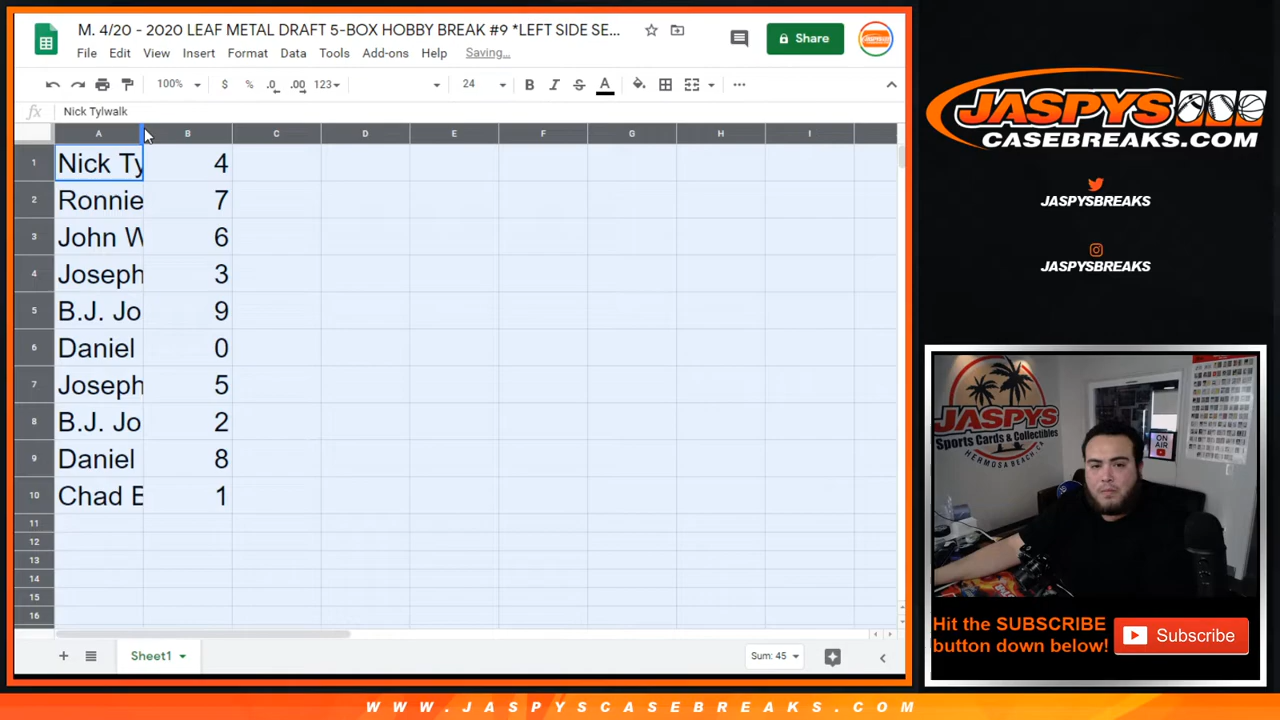 M. 4/20 - 2020 LEAF METAL DRAFT 5-BOX HOBBY BREAK #9 *LEFT SIDE SE...
File Edit View Insert Format Data Tools Add-ons Help Saving...
Share
100% $ % .0 .00 123 24 B I S A
fx Nick Tylwalk
A B C D E F G H I
1 Nick Ty 4
2 Ronnie 7
3 John W 6
4 Joseph 3
5 B.J. Jo 9
6 Daniel 0
7 Joseph 5
8 B.J. Jo 2
9 Daniel 8
10 Chad B 1
11
12
13
14
15
16
Sheet1
Sum: 45
JASPYS
CASEBREAKS.COM
JASPYSBREAKS
JASPYSBREAKS
JASPYS
Sports Cards & Collectibles
HERMOSA BEACH, CA
ON
AIR
Hit the SUBSCRIBE
button down below!
Subscribe
WWW.JASPYSCASEBREAKS.COM